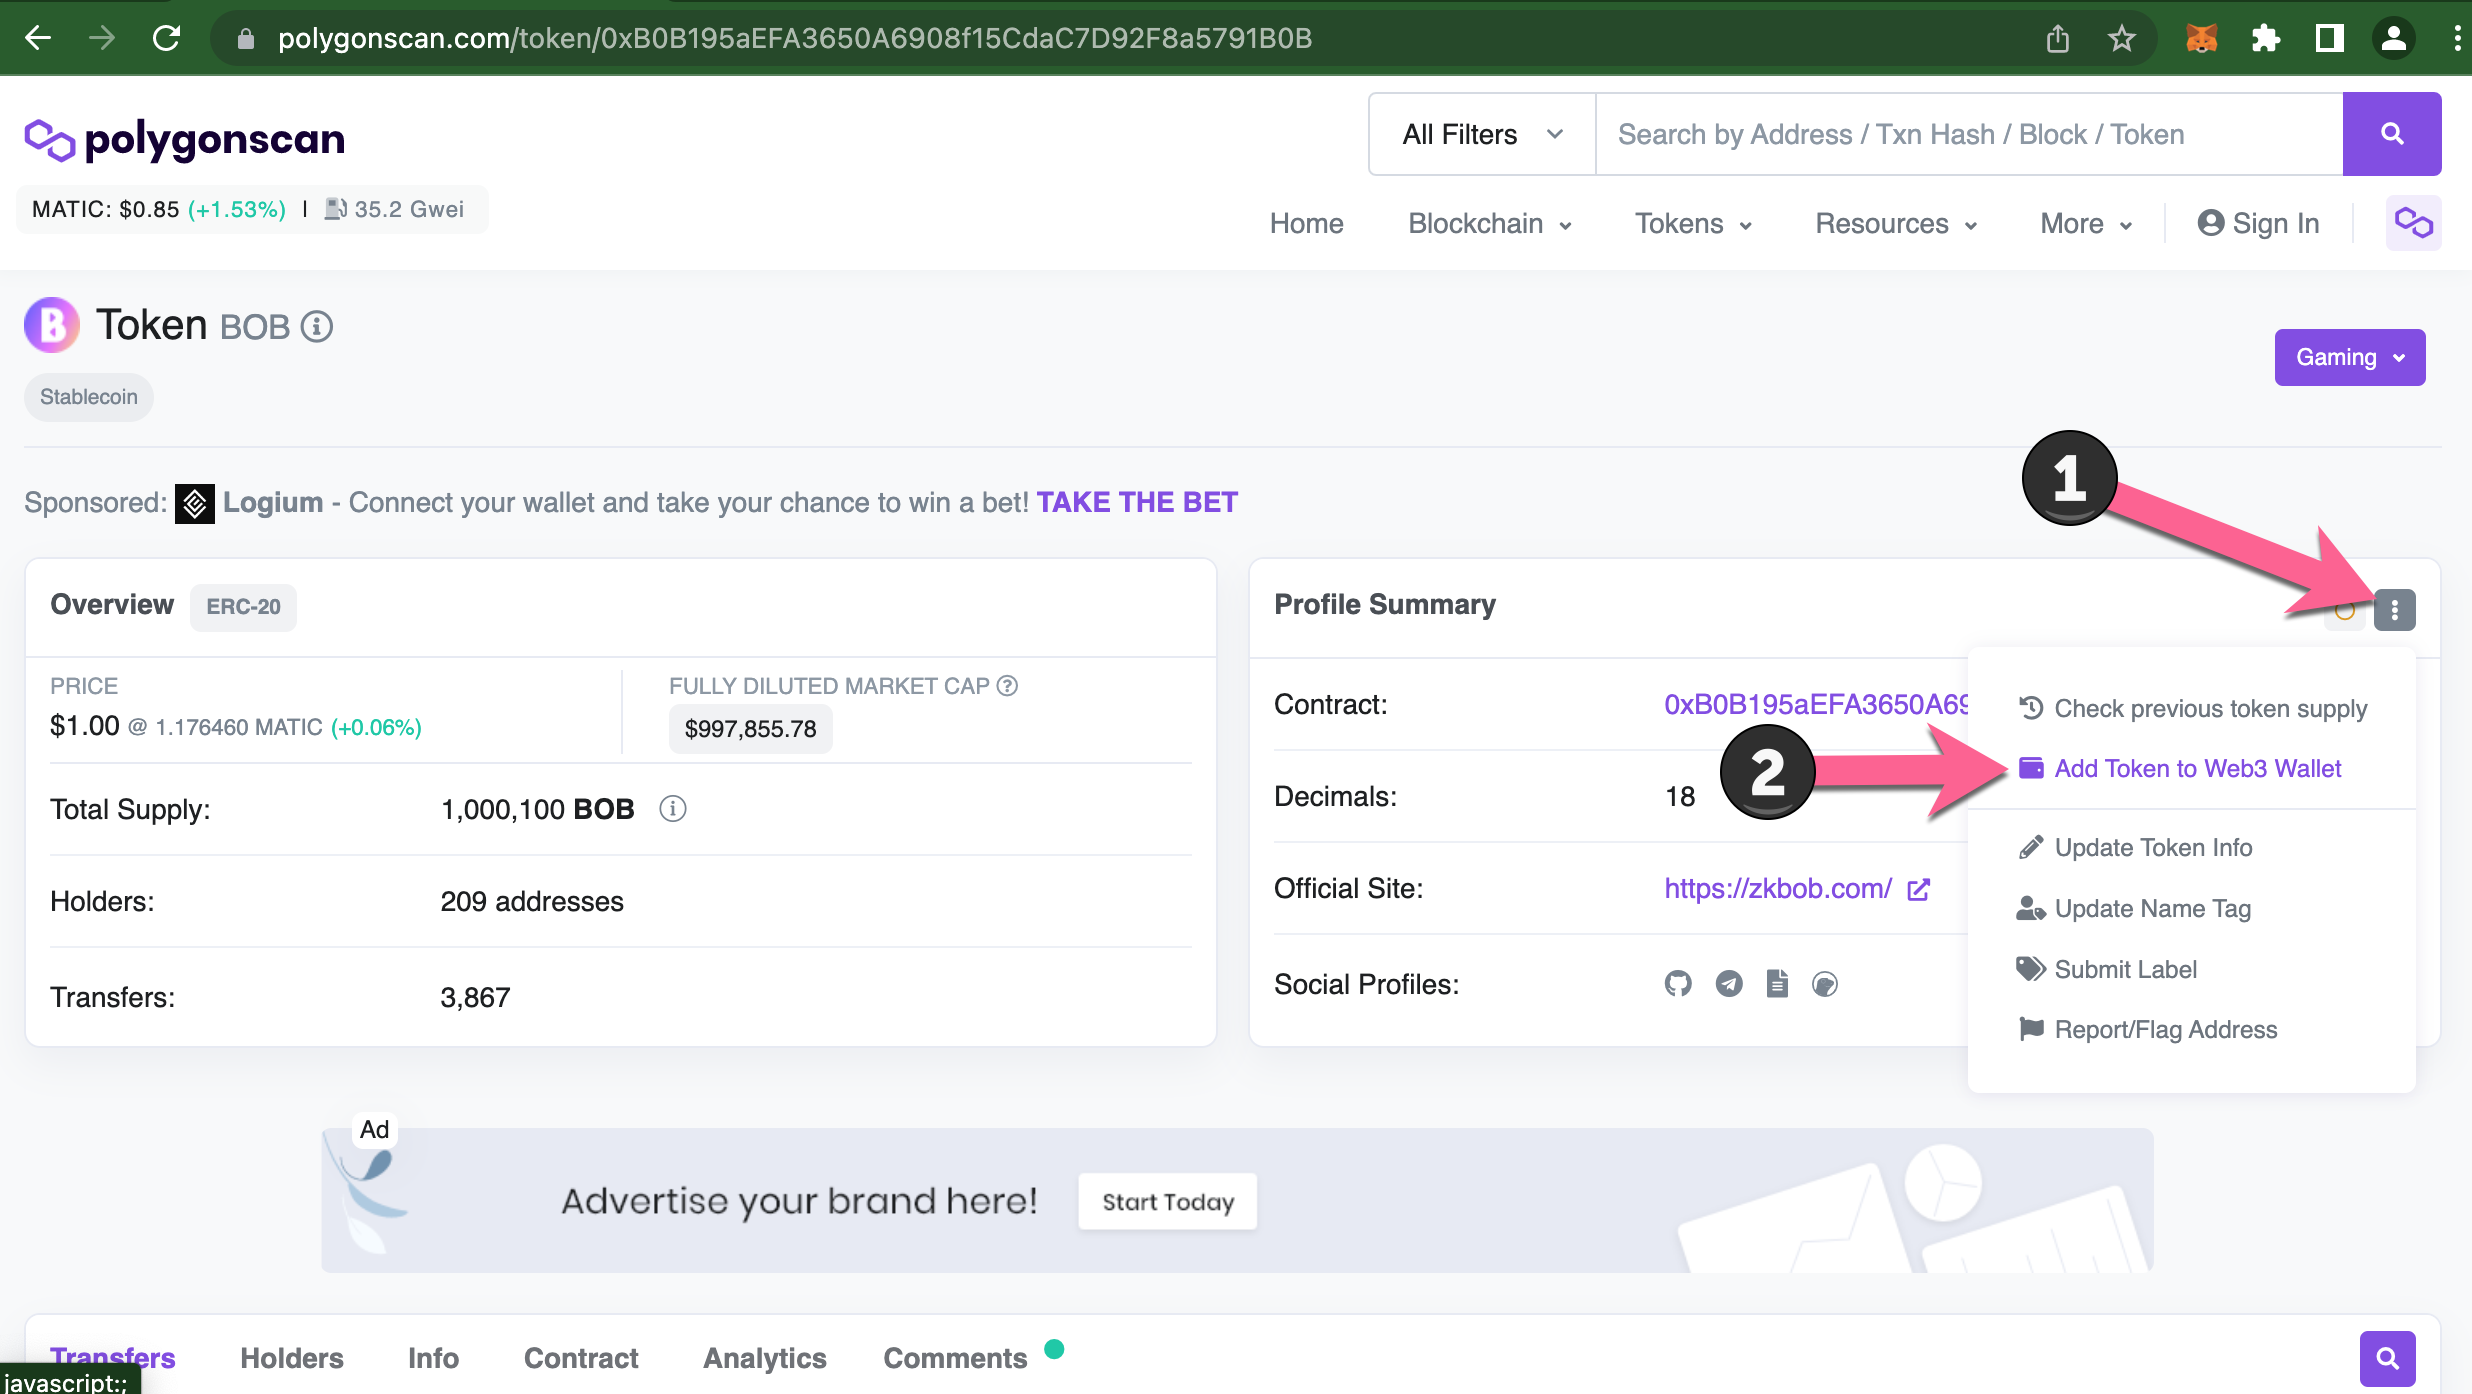 polygonscan.com/token/0xB0B195aEFA3650A6908f15CdaC7D92F8a5791B0B
polygonscan
All Filters
Search by Address / Txn Hash / Block / Token
MATIC: $0.85 (+1.53%) | 35.2 Gwei
Home Blockchain Tokens Resources More Sign In
B Token BOB
Gaming
Stablecoin
Sponsored: Logium - Connect your wallet and take your chance to win a bet! TAKE THE BET
1
Overview ERC-20
PRICE
$1.00 @ 1.176460 MATIC (+0.06%)
FULLY DILUTED MARKET CAP
$997,855.78
Total Supply: 1,000,100 BOB
Holders: 209 addresses
Transfers: 3,867
Profile Summary
Contract: 0xB0B195aEFA3650A69
Decimals: 18
Official Site: https://zkbob.com/
Social Profiles:
2
Check previous token supply
Add Token to Web3 Wallet
Update Token Info
Update Name Tag
Submit Label
Report/Flag Address
Ad
Advertise your brand here! Start Today
Transfers Holders Info Contract Analytics Comments
javascript:;